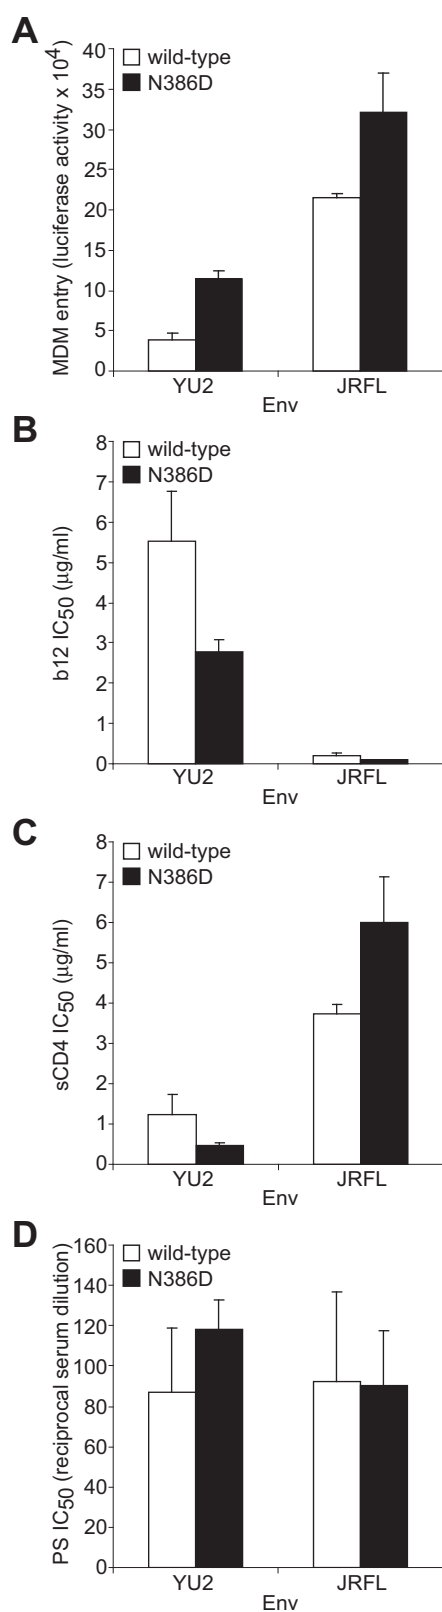 A
MDM entry (luciferase activity x 10⁴)
wild-type
N386D
40
35
30
25
20
15
10
5
0
YU2 JRFL
Env
B
b12 IC50 (μg/ml)
wild-type
N386D
8
7
6
5
4
3
2
1
0
YU2 JRFL
Env
C
sCD4 IC50 (μg/ml)
wild-type
N386D
8
7
6
5
4
3
2
1
0
YU2 JRFL
Env
D
PS IC50 (reciprocal serum dilution)
wild-type
N386D
160
140
120
100
80
60
40
20
0
YU2 JRFL
Env